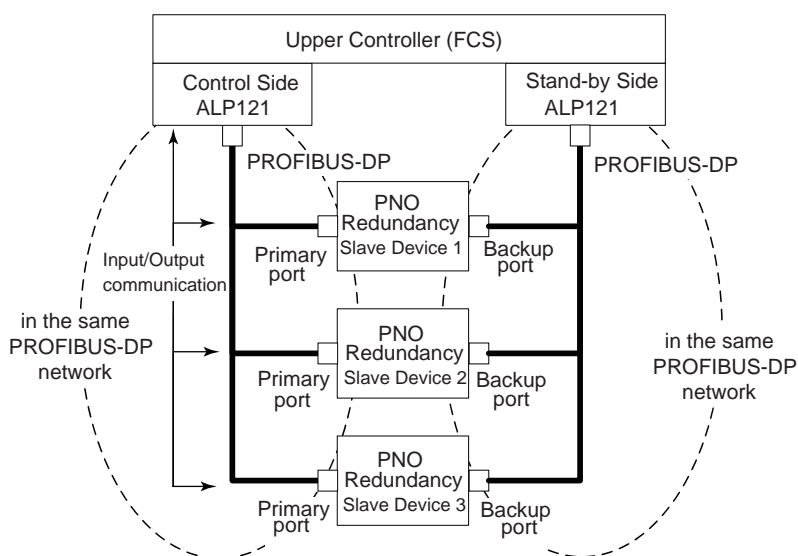 Upper Controller (FCS)
Control Side
ALP121
Stand-by Side
ALP121
PROFIBUS-DP
PROFIBUS-DP
PNO
Redundancy
Slave Device 1
Primary
port
Backup
port
Input/Output
communication
in the same
PROFIBUS-DP
network
PNO
Redundancy
Slave Device 2
Primary
port
Backup
port
in the same
PROFIBUS-DP
network
PNO
Redundancy
Slave Device 3
Primary
port
Backup
port